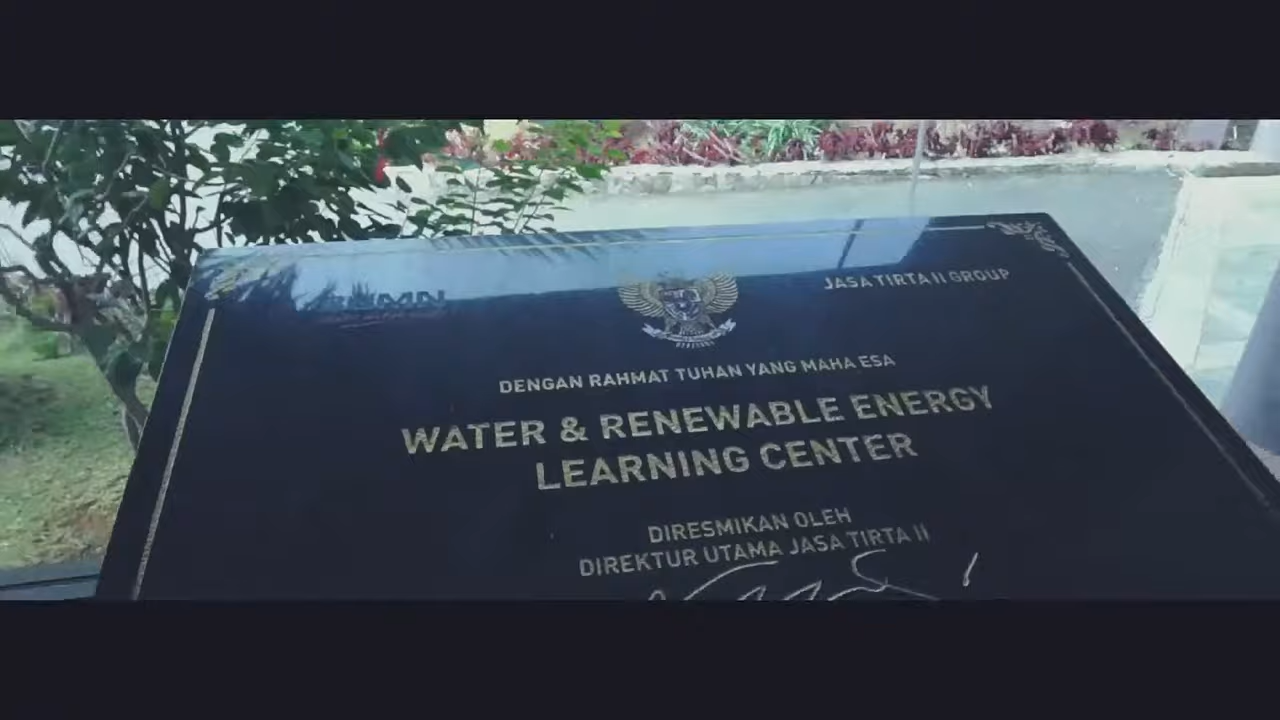 BUMN
JASA TIRTA II GROUP
DENGAN RAHMAT TUHAN YANG MAHA ESA
WATER & RENEWABLE ENERGY
LEARNING CENTER
DIRESMIKAN OLEH
DIREKTUR UTAMA JASA TIRTA II